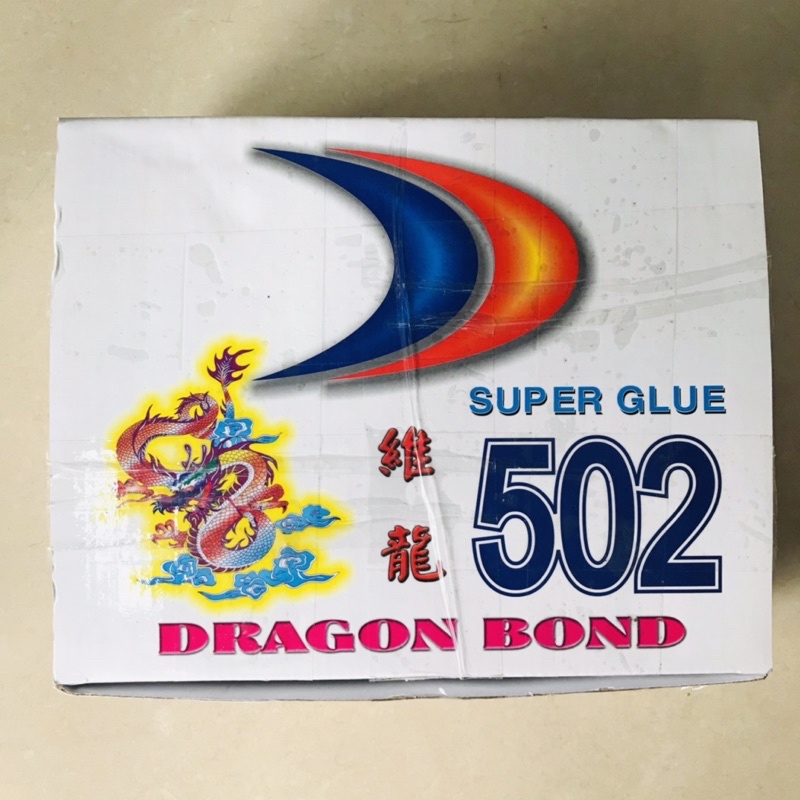 SUPER GLUE
維龍
502
DRAGON BOND